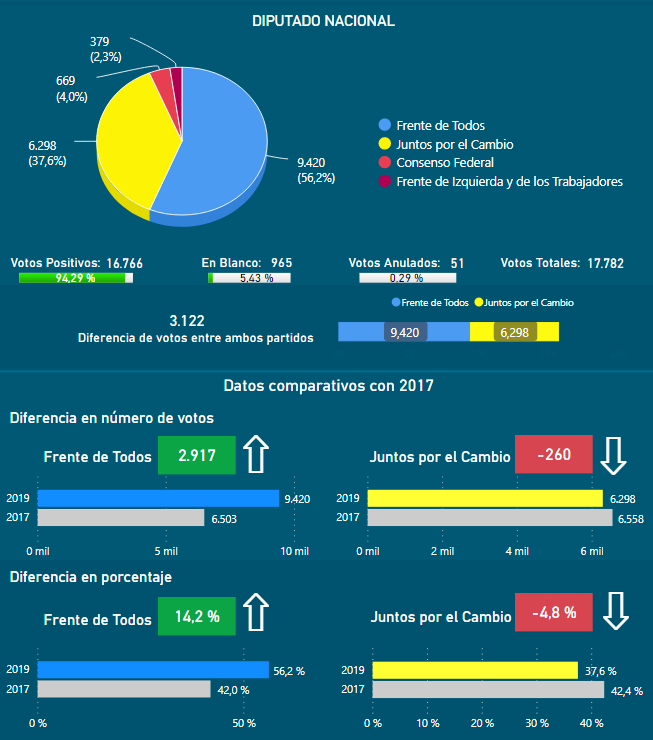 DIPUTADO NACIONAL
379
(2,3%)
669
(4,0%)
6.298
(37,6%)
9.420
(56,2%)
Frente de Todos
Juntos por el Cambio
Consenso Federal
Frente de Izquierda y de los Trabajadores
Votos Positivos: 16.766
94,29 %
En Blanco: 965
5.43 %
Votos Anulados: 51
0.29 %
Votos Totales: 17.782
3.122
Diferencia de votos entre ambos partidos
Frente de Todos Juntos por el Cambio
9,420 6,298
Datos comparativos con 2017
Diferencia en número de votos
Frente de Todos 2.917
2019 9.420
2017 6.503
0 mil 5 mil 10 mil
Juntos por el Cambio -260
2019 6.298
2017 6.558
0 mil 2 mil 4 mil 6 mil
Diferencia en porcentaje
Frente de Todos 14,2 %
2019 56,2 %
2017 42,0 %
0 % 50 %
Juntos por el Cambio -4,8 %
2019 37,6 %
2017 42,4 %
0 % 10 % 20 % 30 % 40 %